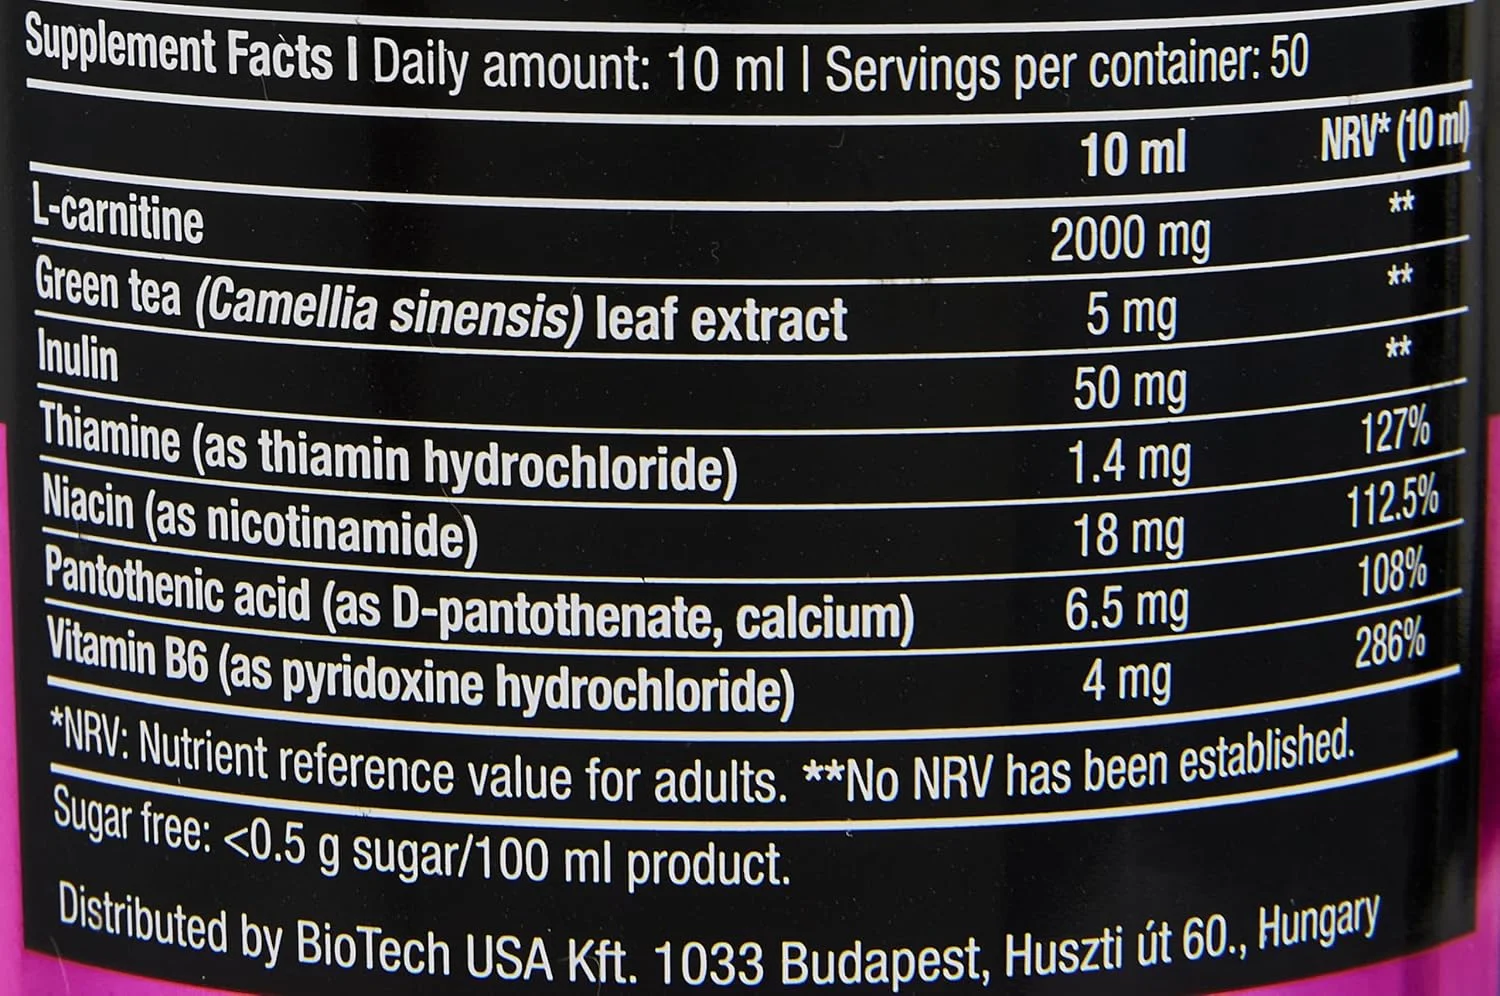 Supplement Facts | Daily amount: 10 ml | Servings per container: 50
10 ml NRV* (10 ml)
L-carnitine 2000 mg **
Green tea (Camellia sinensis) leaf extract 5 mg **
Inulin 50 mg **
Thiamine (as thiamin hydrochloride) 1.4 mg 127%
Niacin (as nicotinamide) 18 mg 112.5%
Pantothenic acid (as D-pantothenate, calcium) 6.5 mg 108%
Vitamin B6 (as pyridoxine hydrochloride) 4 mg 286%
*NRV: Nutrient reference value for adults. **No NRV has been established.
Sugar free: <0.5 g sugar/100 ml product.
Distributed by BioTech USA Kft. 1033 Budapest, Huszti út 60., Hungary